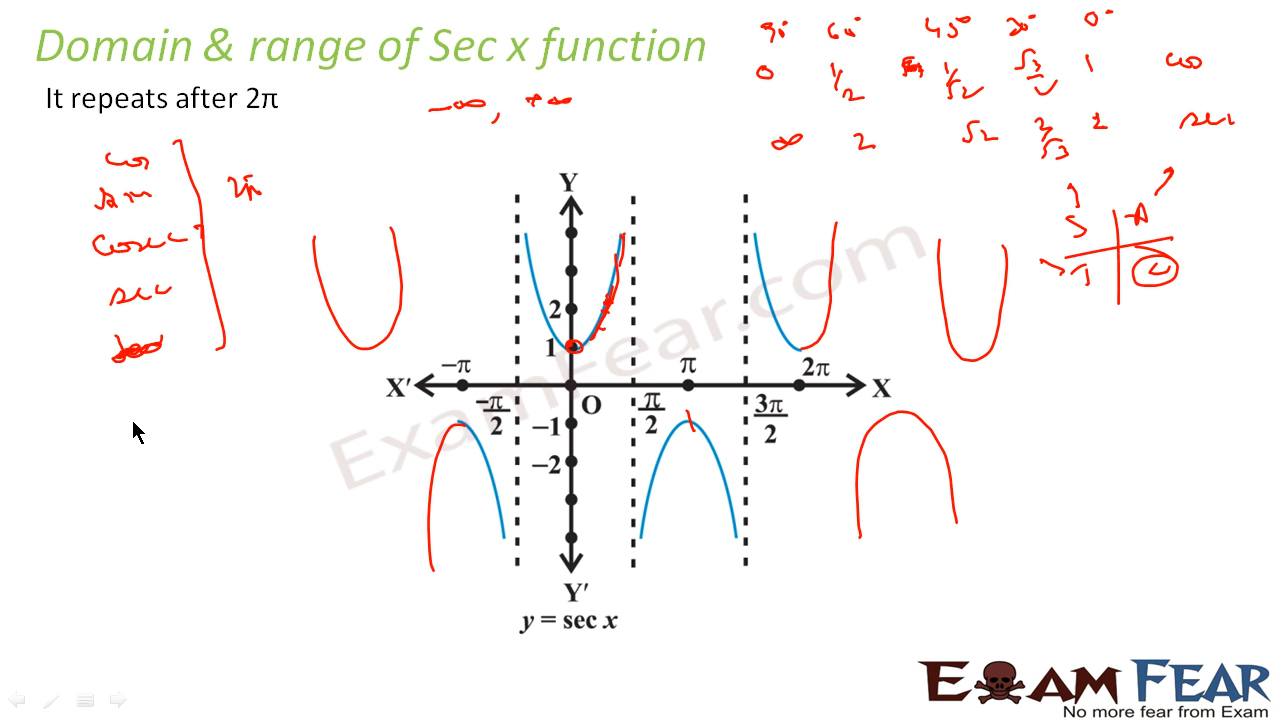 Domain & range of Sec x function
It repeats after 2π
−∞, +∞
90° 60° 45° 30° 0°
0 1/2 1/√2 √3/2 1 cos
∞ 2 √2 2/√3 sec
cos
sin
cosec
sec
2π
S A
T C
Y
2
1
−π
π
2π
X′
X
−π/2
O
π/2
3π/2
−1
−2
Y′
y = sec x
ExamFear.com
EXAM FEAR
No more fear from Exam